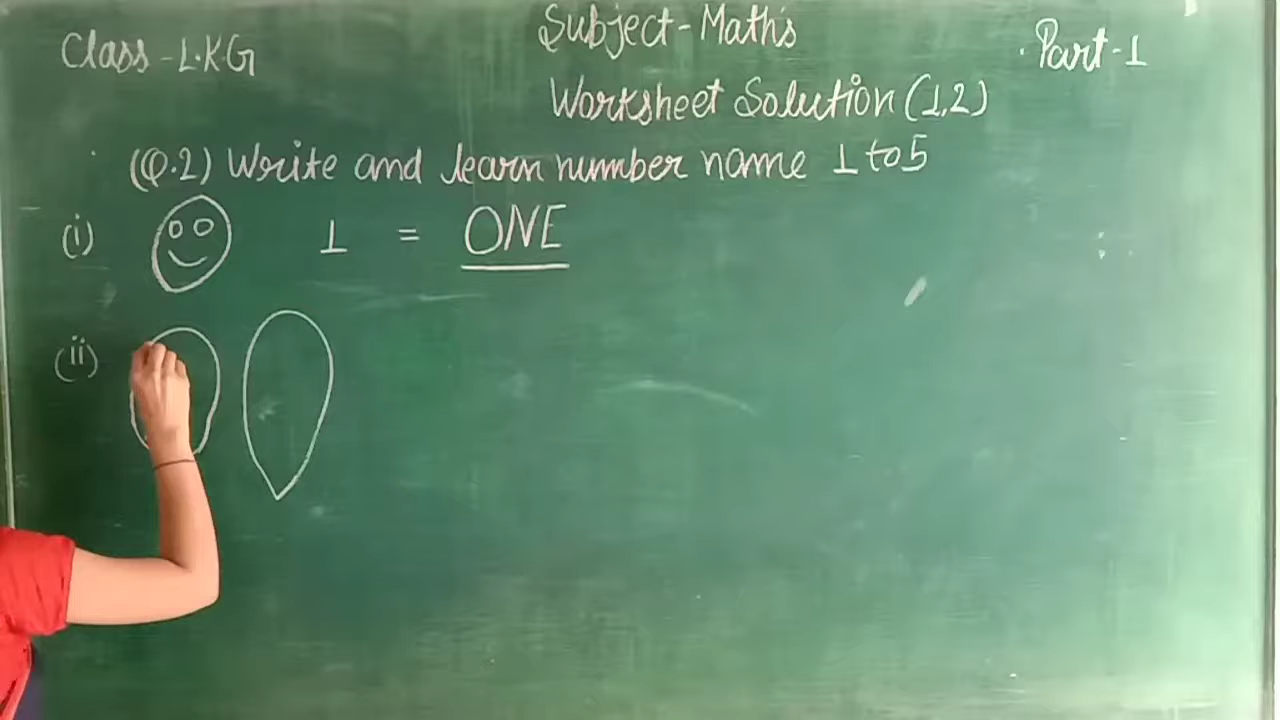 Class - L.K.G
Subject - Maths
Part - 1
Worksheet Solution (1,2)
(Q.2) Write and learn number name 1 to 5
(i) 1 = ONE
(ii)